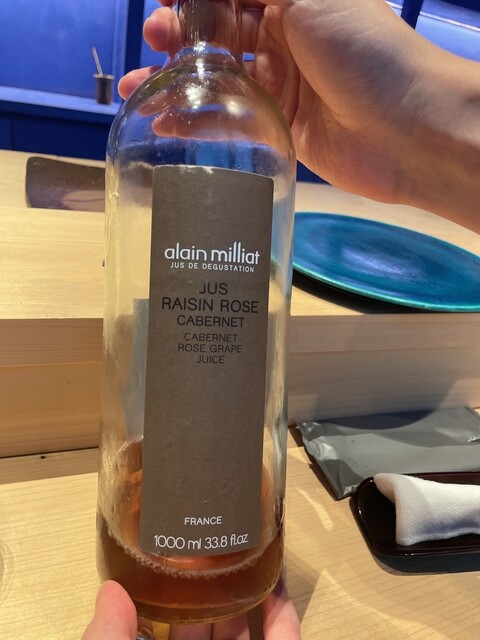 alain milliat
JUS DE DEGUSTATION
JUS
RAISIN ROSE
CABERNET
CABERNET
ROSE GRAPE
JUICE
FRANCE
1000 ml 33.8 fl.oz